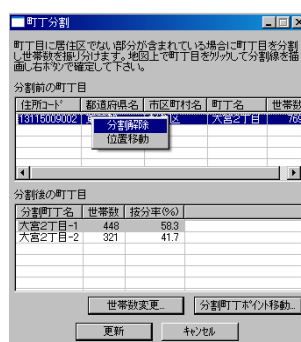 町丁分割
町丁目に居住区でない部分が含まれている場合に町丁目を分割
し世帯数を振り分けます。地図上で町丁目をクリックして分割線を描
画し右ボタンで確定して下さい。
分割前の町丁目
住所コード 都道府県名 市区町村名 町丁名 世帯数
13115009002 大宮2丁目 769
分割解除
位置移動
分割後の町丁目
分割町丁名 世帯数 按分率(%)
大宮2丁目-1 448 58.3
大宮2丁目-2 321 41.7
世帯数変更... 分割町丁ポイント移動...
更新 キャンセル